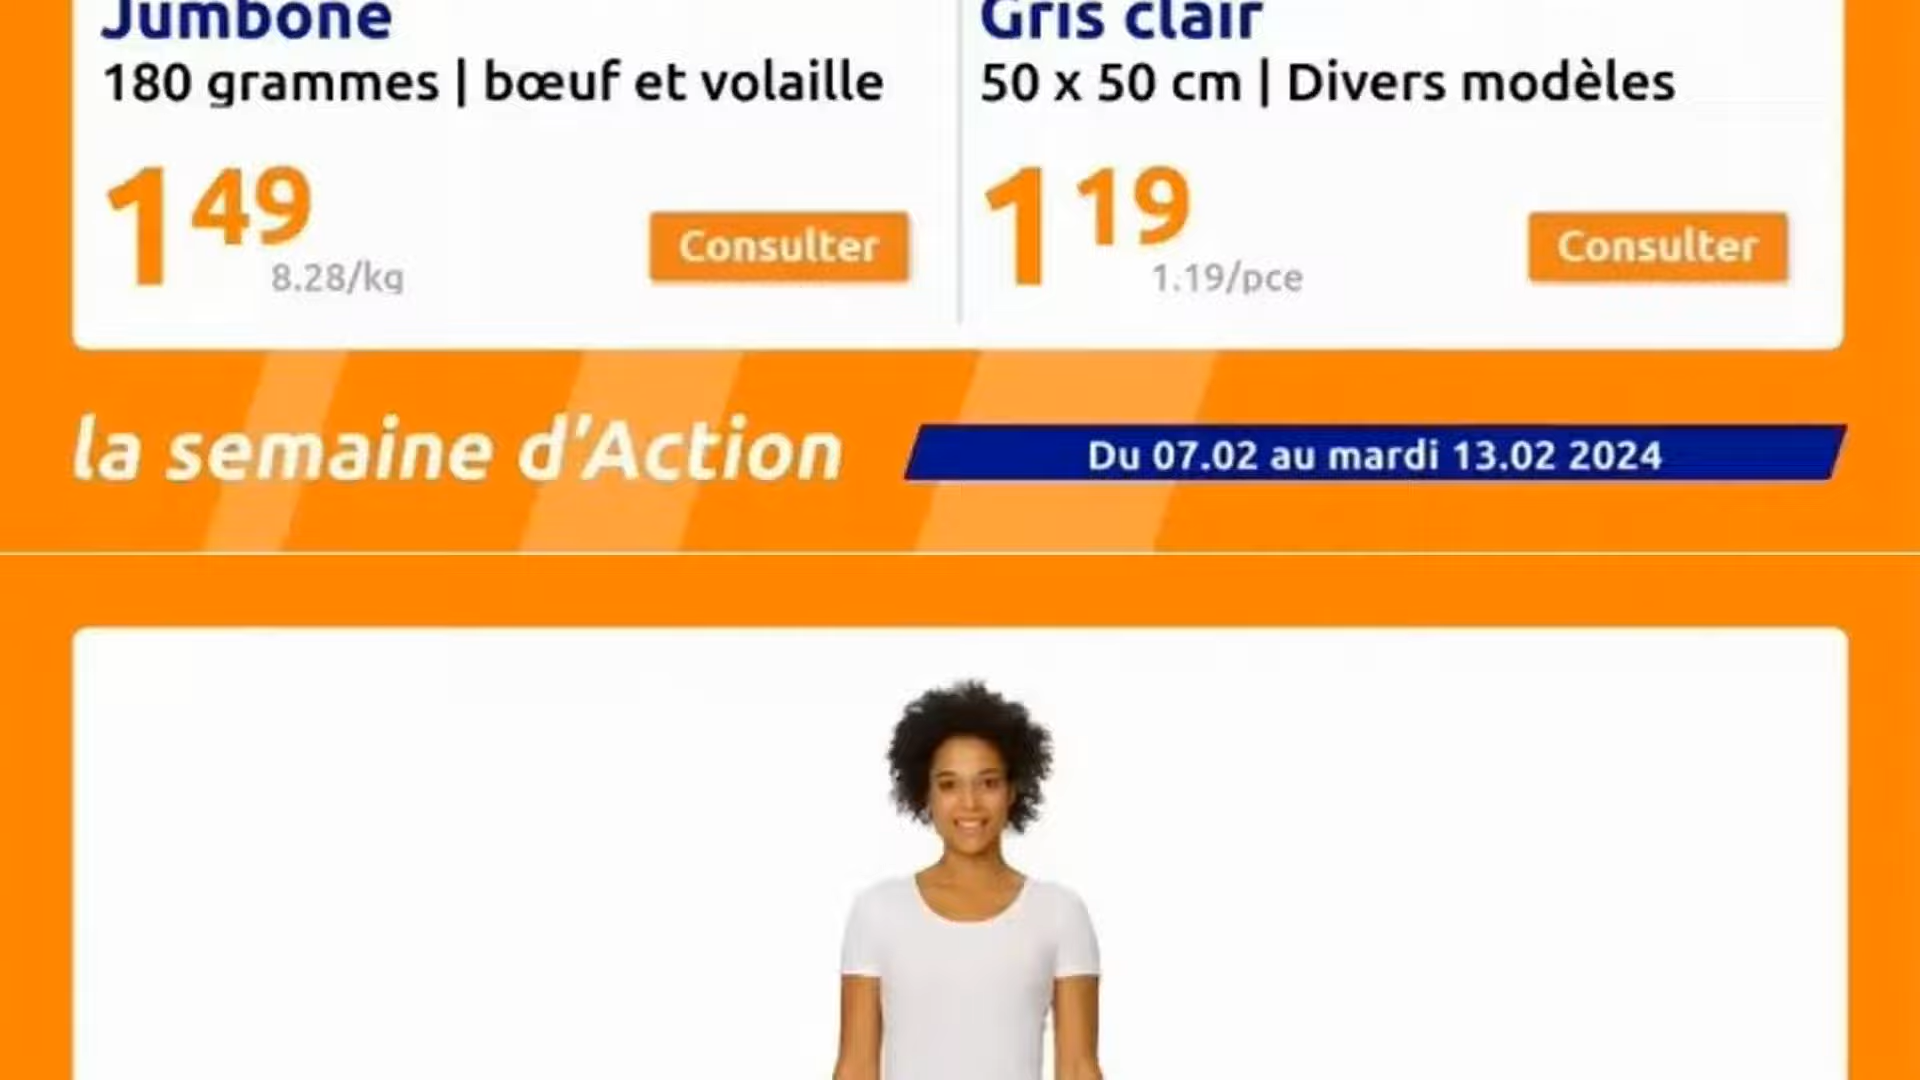 Jumbone
180 grammes | bœuf et volaille
1 49
8.28/kg
Consulter
Gris clair
50 x 50 cm | Divers modèles
1 19
1.19/pce
Consulter
la semaine d'Action
Du 07.02 au mardi 13.02 2024